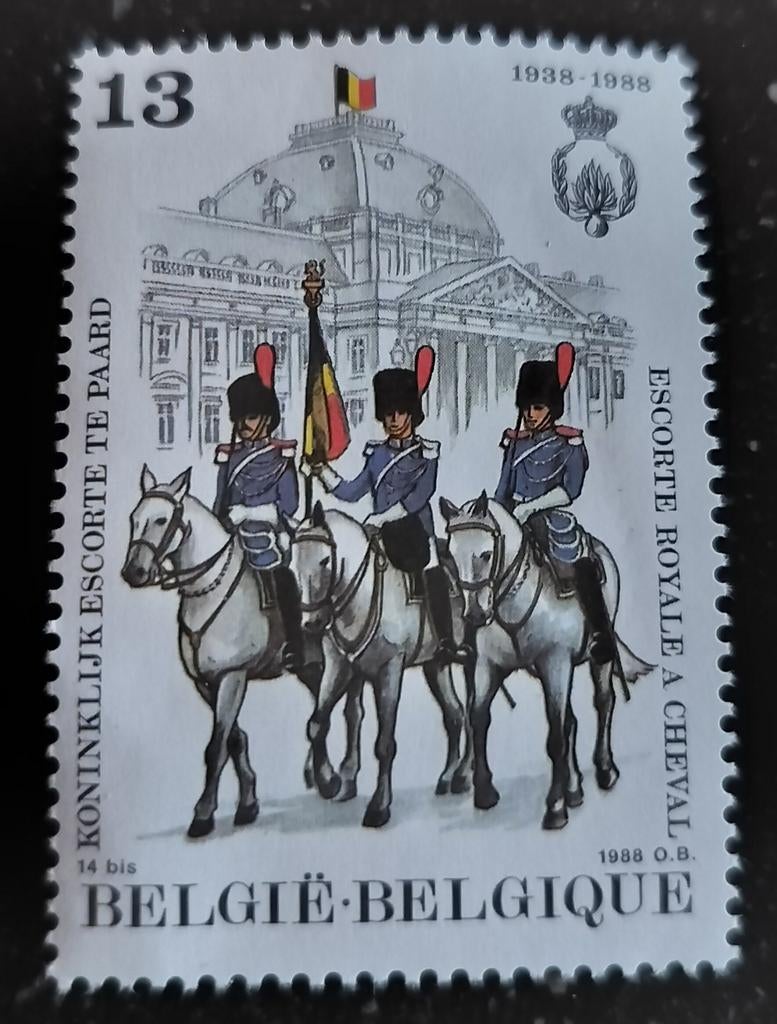 13
1938-1988
KONINKLIJK ESCORTE TE PAARD
ESCORTE ROYALE A CHEVAL
14 bis
1988 O.B.
BELGIË·BELGIQUE